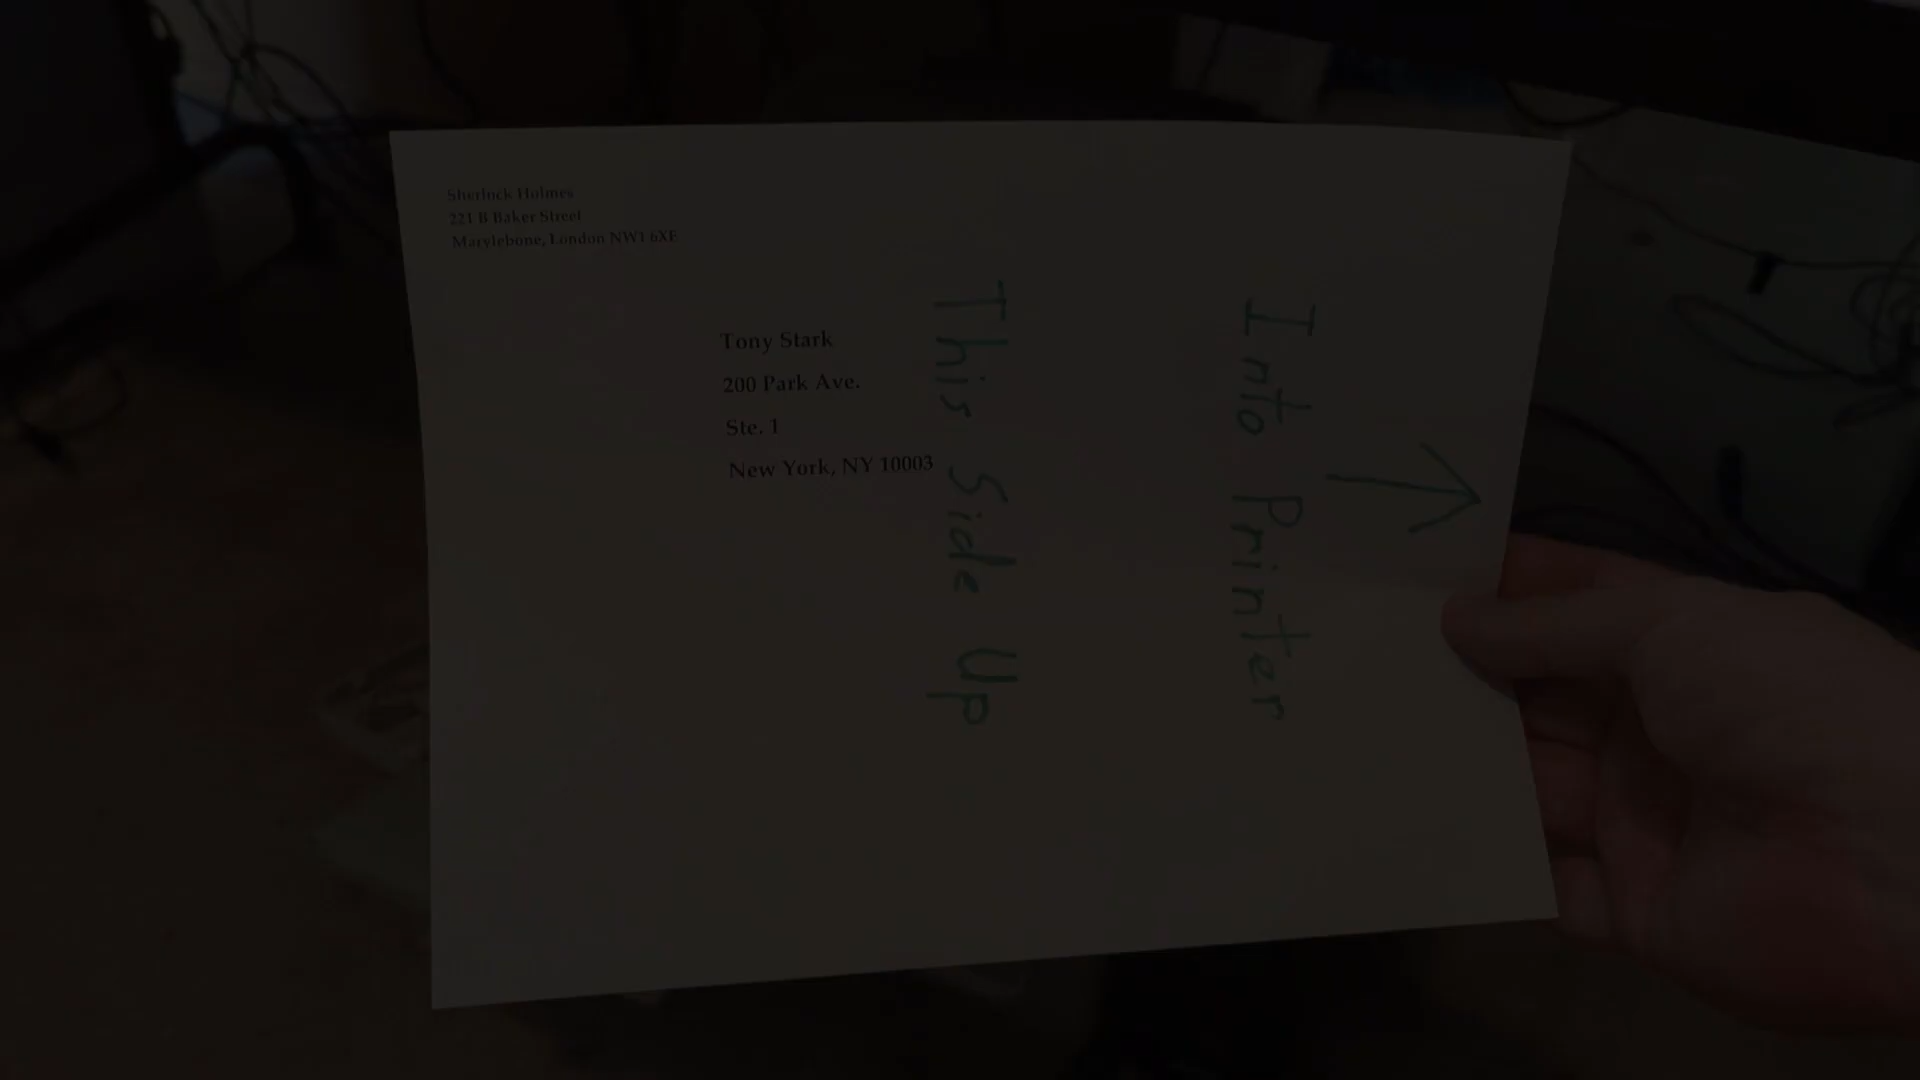 Sherlock Holmes
221 B Baker Street
Marylebone, London NW1 6XE
Tony Stark
200 Park Ave.
Ste. 1
New York, NY 10003
This Side Up
Into Printer